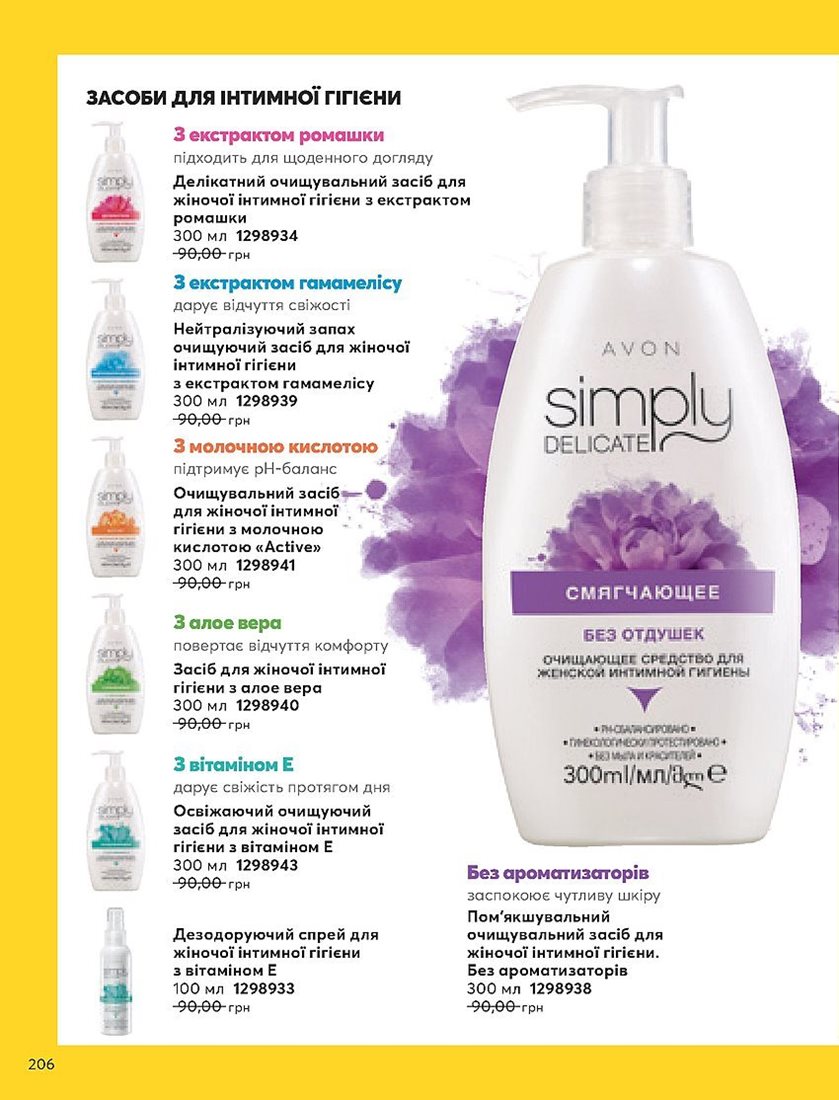 ЗАСОБИ ДЛЯ ІНТИМНОЇ ГІГІЄНИ
З екстрактом ромашки
підходить для щоденного догляду
Делікатний очищувальний засіб для
жіночої інтимної гігієни з екстрактом
ромашки
300 мл 1298934
90,00 грн
З екстрактом гамамелісу
дарує відчуття свіжості
Нейтралізуючий запах
очищуючий засіб для жіночої
інтимної гігієни
з екстрактом гамамелісу
300 мл 1298939
90,00 грн
З молочною кислотою
підтримує рН-баланс
Очищувальний засіб
для жіночої інтимної
гігієни з молочною
кислотою «Active»
300 мл 1298941
90,00 грн
З алое вера
повертає відчуття комфорту
Засіб для жіночої інтимної
гігієни з алое вера
300 мл 1298940
90,00 грн
З вітаміном Е
дарує свіжість протягом дня
Освіжаючий очищуючий
засіб для жіночої інтимної
гігієни з вітаміном Е
300 мл 1298943
90,00 грн
Дезодоруючий спрей для
жіночої інтимної гігієни
з вітаміном Е
100 мл 1298933
90,00 грн
AVON
simply
DELICATE
СМЯГЧАЮЩЕЕ
БЕЗ ОТДУШЕК
ОЧИЩАЮЩЕЕ СРЕДСТВО ДЛЯ
ЖЕНСКОЙ ИНТИМНОЙ ГИГИЕНЫ
• PH-СБАЛАНСИРОВАНО •
• ГИНЕКОЛОГИЧЕСКИ ПРОТЕСТИРОВАНО •
• БЕЗ МЫЛА И КРАСИТЕЛЕЙ •
300ml/мл/მლ e
Без ароматизаторів
заспокоює чутливу шкіру
Пом'якшувальний
очищувальний засіб для
жіночої інтимної гігієни.
Без ароматизаторів
300 мл 1298938
90,00 грн
206